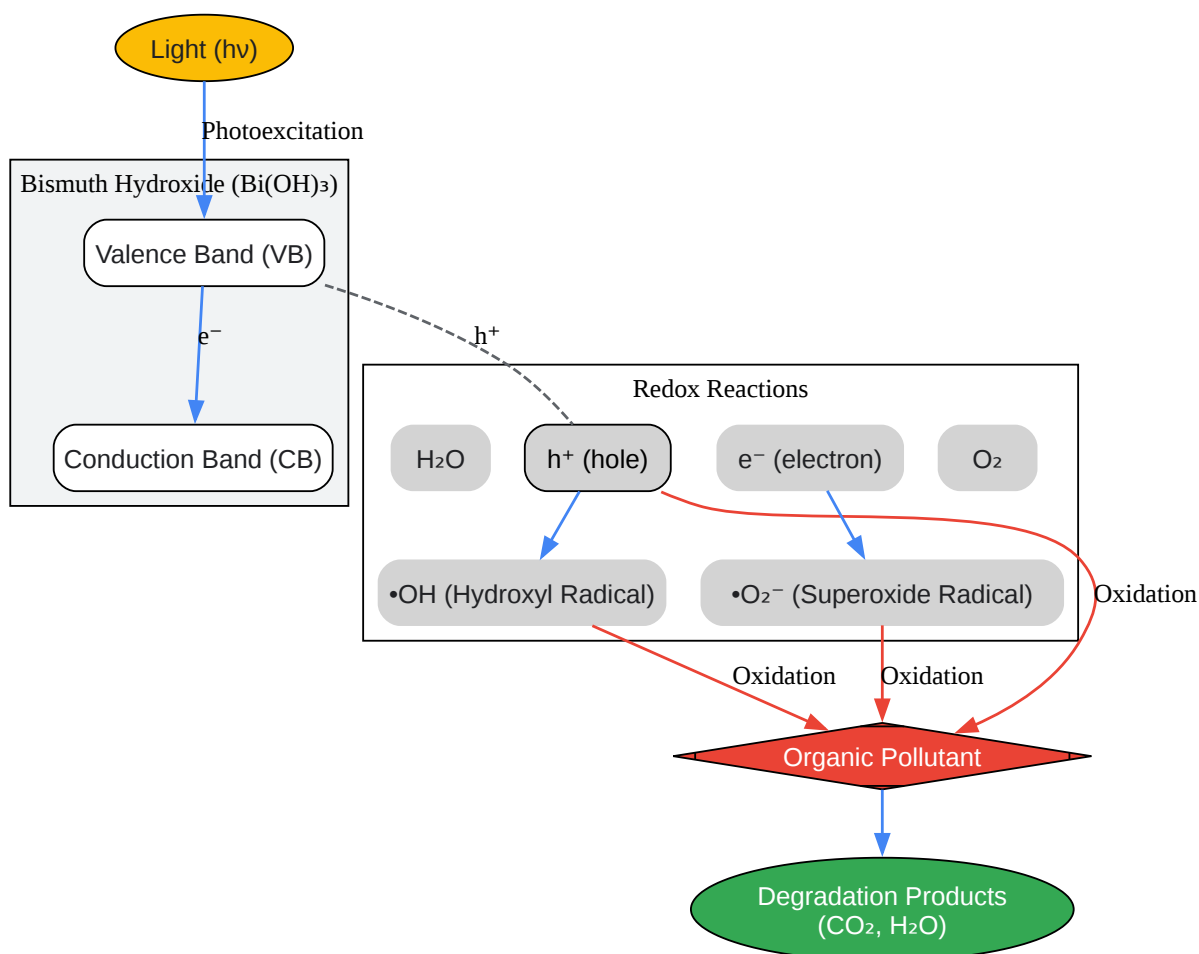 Light (hν)
Photoexcitation
Bismuth Hydroxide (Bi(OH)₃)
Valence Band (VB)
e⁻
h⁺
Conduction Band (CB)
Redox Reactions
H₂O
h⁺ (hole)
e⁻ (electron)
O₂
•OH (Hydroxyl Radical)
•O₂⁻ (Superoxide Radical)
Oxidation
Oxidation
Oxidation
Organic Pollutant
Degradation Products
(CO₂, H₂O)